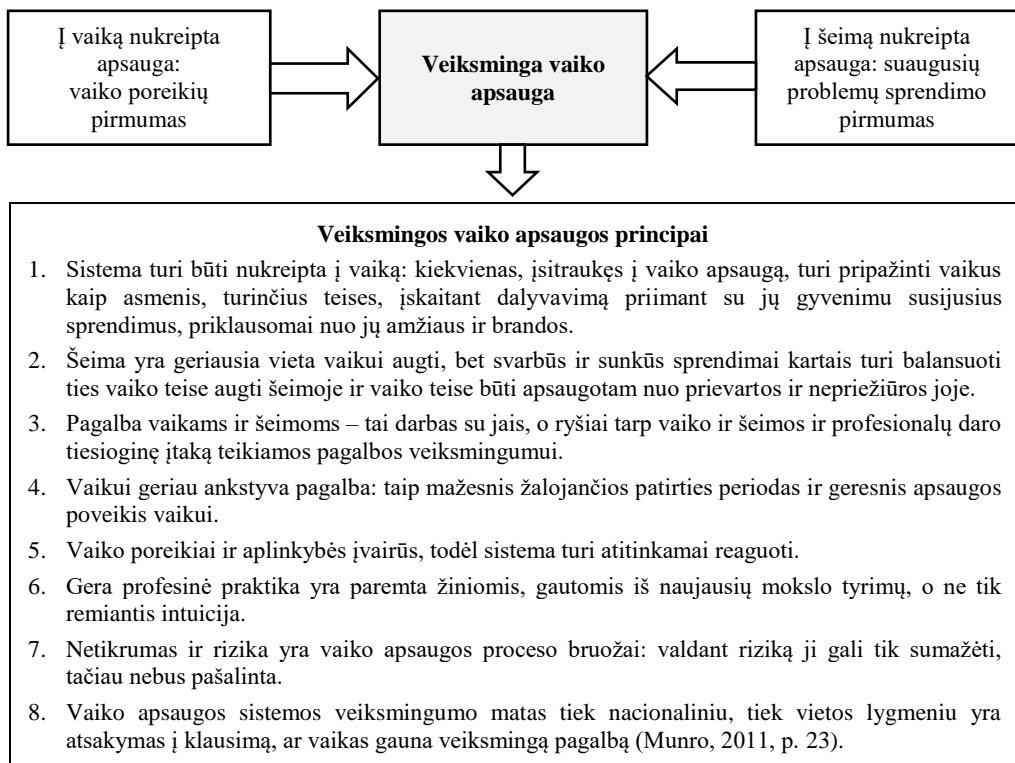 Į vaiką nukreipta
apsauga:
vaiko poreikių
pirmumas
Veiksminga vaiko
apsauga
Į šeimą nukreipta
apsauga: suaugusių
problemų sprendimo
pirmumas
Veiksmingos vaiko apsaugos principai
1. Sistema turi būti nukreipta į vaiką: kiekvienas, įsitraukęs į vaiko apsaugą, turi pripažinti vaikus
kaip asmenis, turinčius teises, įskaitant dalyvavimą priimant su jų gyvenimu susijusius
sprendimus, priklausomai nuo jų amžiaus ir brandos.
2. Šeima yra geriausia vieta vaikui augti, bet svarbūs ir sunkūs sprendimai kartais turi balansuoti
ties vaiko teise augti šeimoje ir vaiko teise būti apsaugotam nuo prievartos ir nepriežiūros joje.
3. Pagalba vaikams ir šeimoms – tai darbas su jais, o ryšiai tarp vaiko ir šeimos ir profesionalų daro
tiesioginę įtaką teikiamos pagalbos veiksmingumui.
4. Vaikui geriau ankstyva pagalba: taip mažesnis žalojančios patirties periodas ir geresnis apsaugos
poveikis vaikui.
5. Vaiko poreikiai ir aplinkybės įvairūs, todėl sistema turi atitinkamai reaguoti.
6. Gera profesinė praktika yra paremta žiniomis, gautomis iš naujausių mokslo tyrimų, o ne tik
remiantis intuicija.
7. Netikrumas ir rizika yra vaiko apsaugos proceso bruožai: valdant riziką ji gali tik sumažėti,
tačiau nebus pašalinta.
8. Vaiko apsaugos sistemos veiksmingumo matas tiek nacionaliniu, tiek vietos lygmeniu yra
atsakymas į klausimą, ar vaikas gauna veiksmingą pagalbą (Munro, 2011, p. 23).